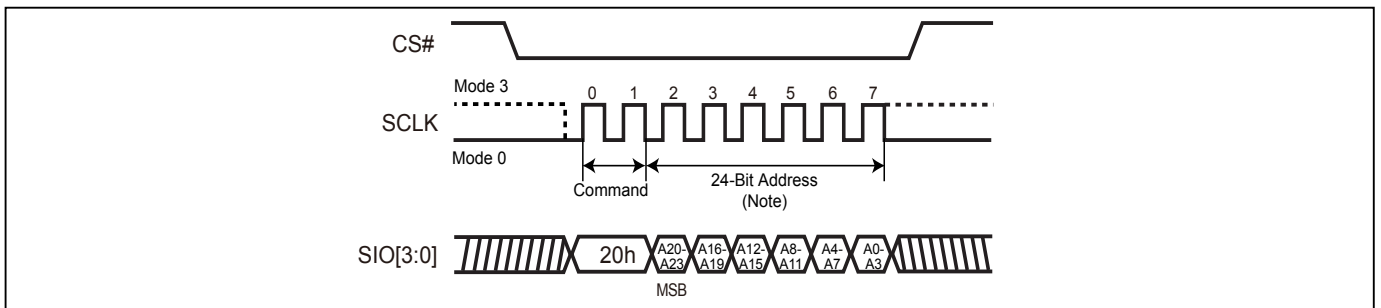 CS#
Mode 3
0 1 2 3 4 5 6 7
SCLK
Mode 0
Command
24-Bit Address
(Note)
SIO[3:0]
20h
A20-
A23
A16-
A19
A12-
A15
A8-
A11
A4-
A7
A0-
A3
MSB